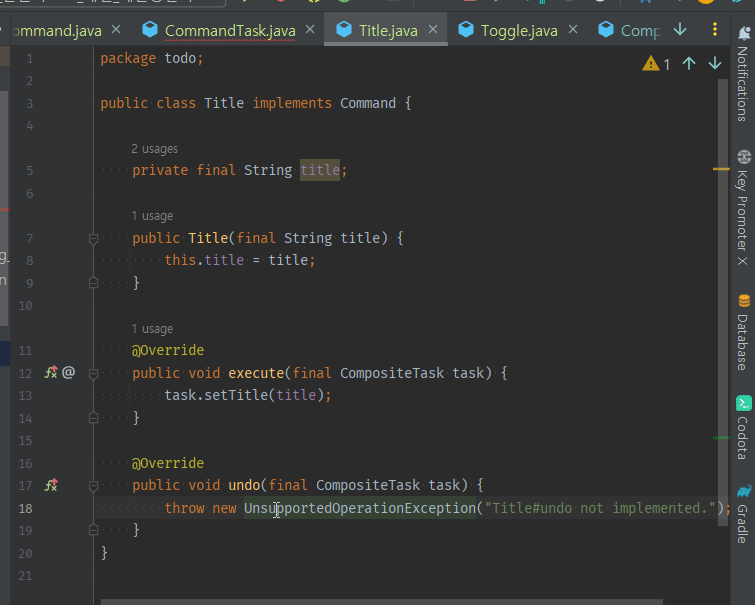 ommand.java
CommandTask.java
Title.java
Toggle.java
Comp
1
1 package todo;
2
3 public class Title implements Command {
4
2 usages
5 private final String title;
6
1 usage
7 public Title(final String title) {
8 this.title = title;
9 }
10
1 usage
11 @Override
12 public void execute(final CompositeTask task) {
13 task.setTitle(title);
14 }
15
16 @Override
17 public void undo(final CompositeTask task) {
18 throw new UnsupportedOperationException("Title#undo not implemented.");
19 }
20 }
21
Notifications
Key Promoter X
Database
Codota
Gradle